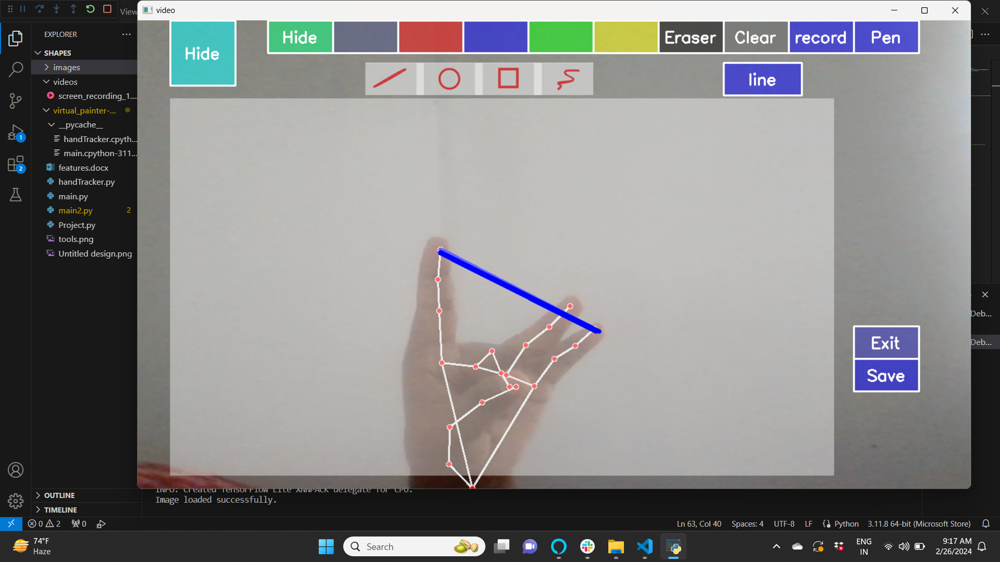 View
video
EXPLORER
SHAPES
images
videos
screen_recording_1....
virtual_painter-...
__pycache__
handTracker.cpyth...
main.cpython-311...
features.docx
handTracker.py
main.py
main2.py 2
Project.py
tools.png
Untitled design.png
1
2
Hide
Hide
Eraser
Clear
record
Pen
line
Exit
Save
Deb...
Deb...
INFO: Created TensorFlow Lite XNNPACK delegate for CPU.
Image loaded successfully.
OUTLINE
TIMELINE
0 2 0
Ln 63, Col 40 Spaces: 4 UTF-8 LF Python 3.11.8 64-bit (Microsoft Store)
74°F
Haze
Search
ENG
IN
9:17 AM
2/26/2024